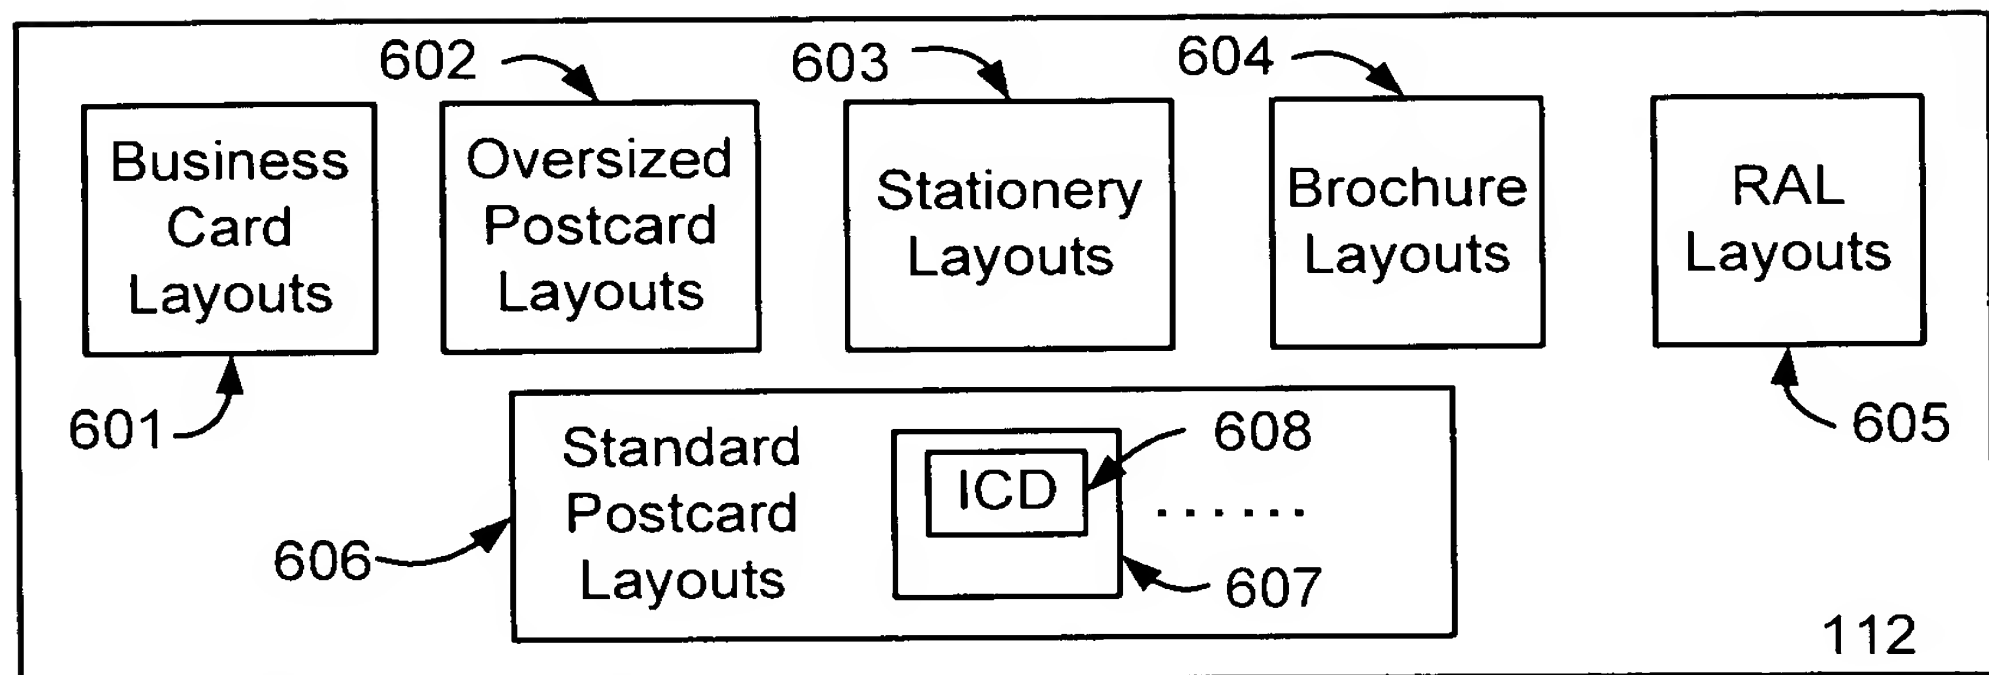 602
603
604
Business
Card
Layouts
Oversized
Postcard
Layouts
Stationery
Layouts
Brochure
Layouts
RAL
Layouts
601
605
Standard
Postcard
Layouts
ICD
608
......
606
607
112